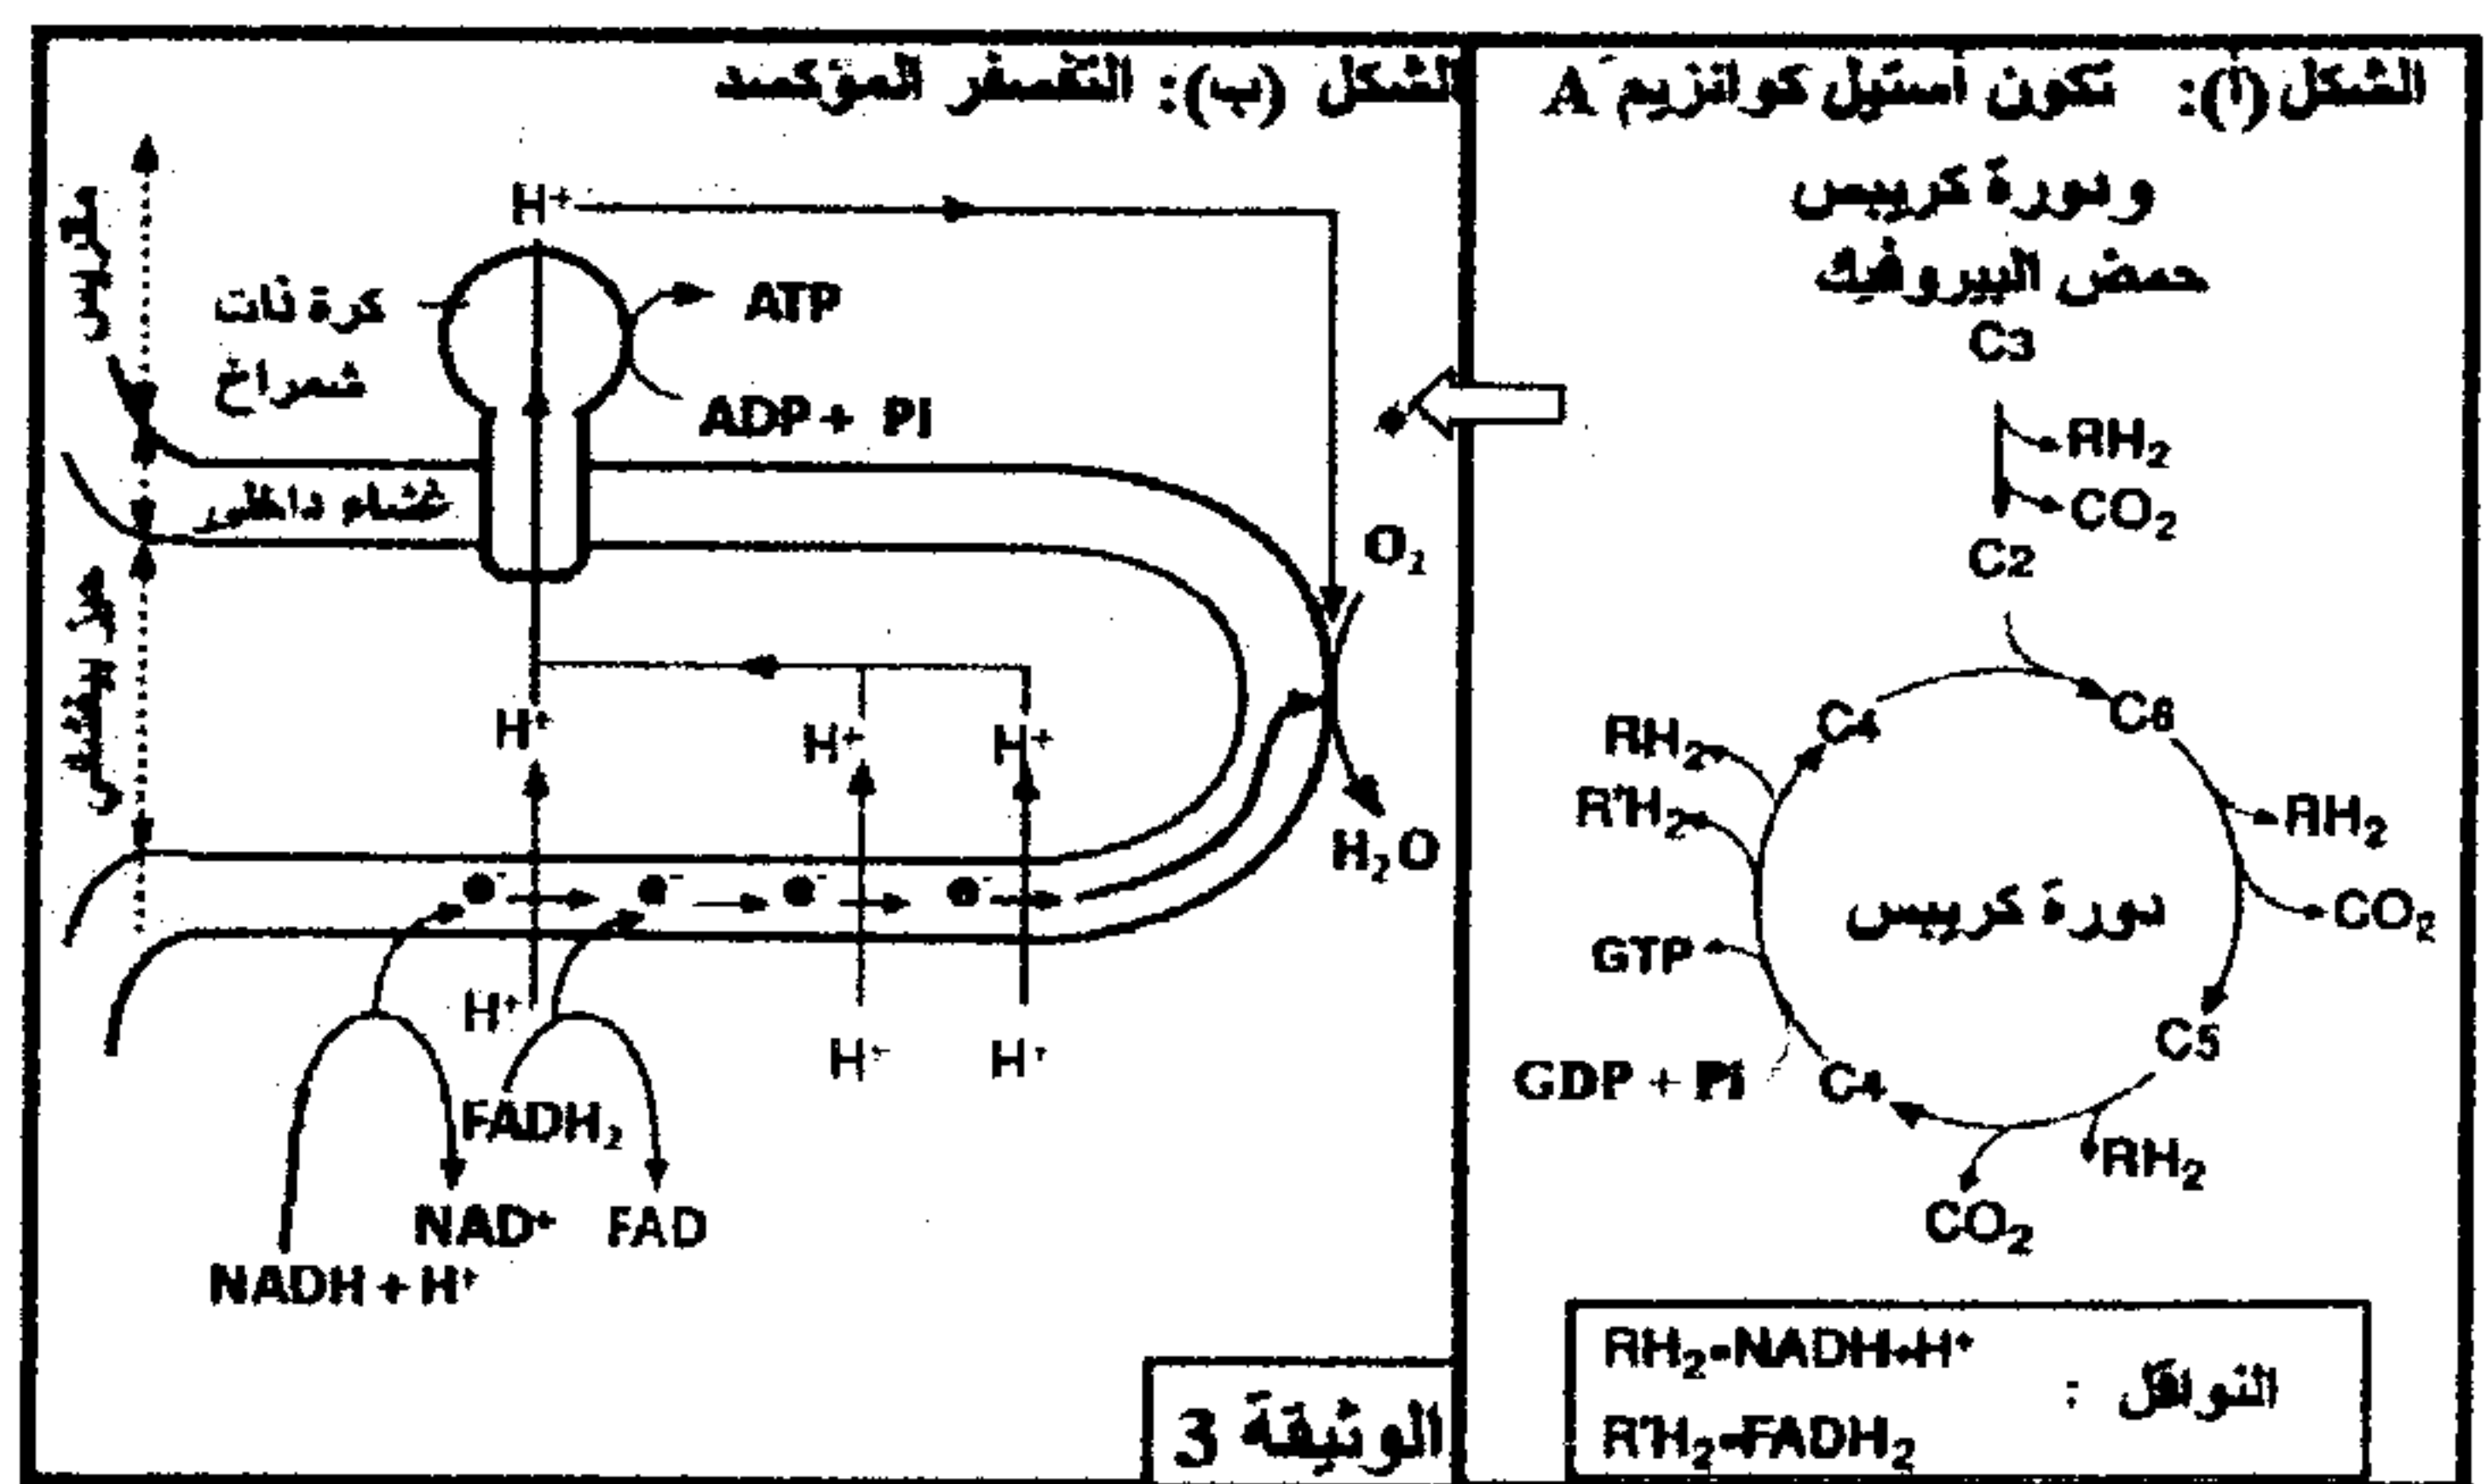 الشكل (أ): تكون أستيل كوانزيم A
و دورة كريبس
حمض البيروفيك
C3
RH₂
CO₂
C2
C4
C6
RH₂
R'H₂
RH₂
CO₂
دورة كريبس
GTP
C5
GDP + Pi
C4
RH₂
CO₂
النواقل :
RH₂=NADH+H⁺
R'H₂=FADH₂
الشكل (ب): التفسفر المؤكسد
H⁺
كرة ذات
شمراخ
ATP
ADP + Pi
غشاء داخلي
O₂
H⁺
H⁺
H⁺
H₂O
e⁻
e⁻
e⁻
e⁻
H⁺
H⁺
H⁺
FADH₂
NAD⁺
FAD
NADH + H⁺
الوثيقة 3